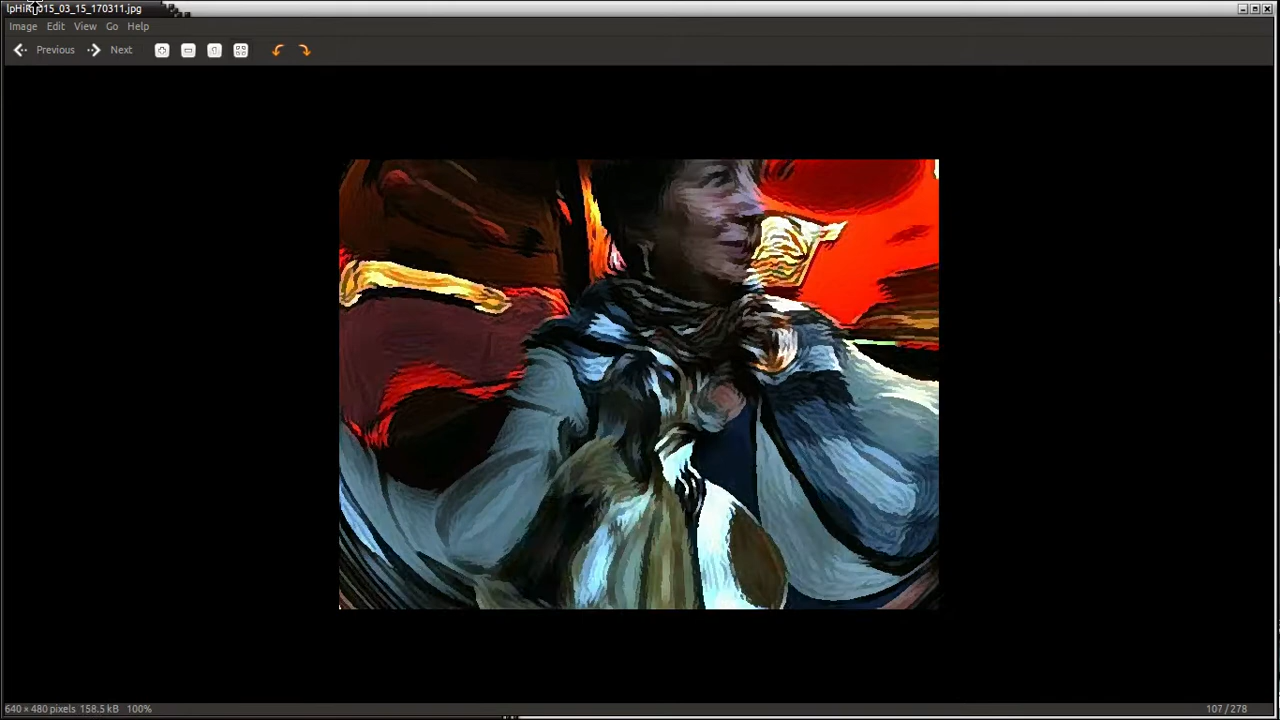 015_03_15_170311.jpg
Image Edit View Go Help
Previous Next
640 × 480 pixels 158.5 kB 100%
107 / 278